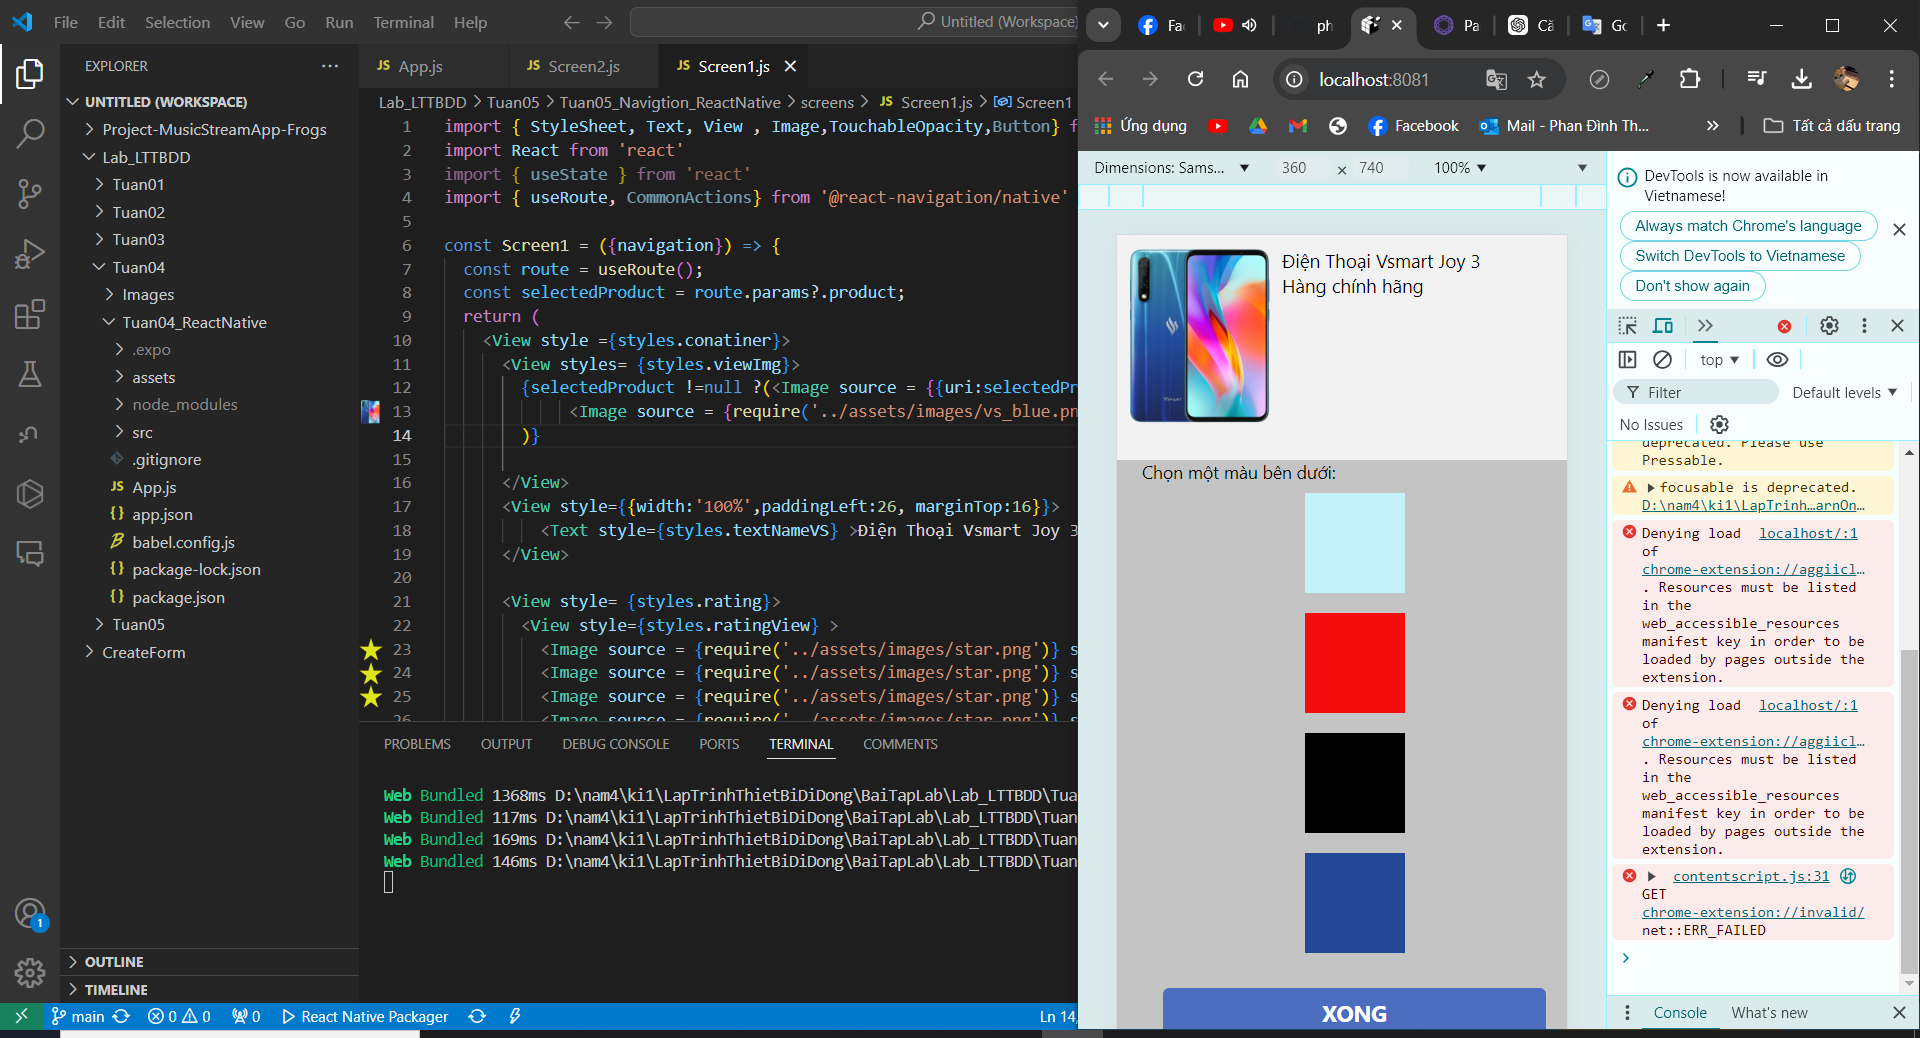 File Edit Selection View Go Run Terminal Help
Untitled (Workspace)
EXPLORER
UNTITLED (WORKSPACE)
Project-MusicStreamApp-Frogs
Lab_LTTBDD
Tuan01
Tuan02
Tuan03
Tuan04
Images
Tuan04_ReactNative
.expo
assets
node_modules
src
.gitignore
App.js
app.json
babel.config.js
package-lock.json
package.json
Tuan05
CreateForm
OUTLINE
TIMELINE
JS App.js
JS Screen2.js
JS Screen1.js
Lab_LTTBDD > Tuan05 > Tuan05_Navigtion_ReactNative > screens > JS Screen1.js > Screen1
1 import { StyleSheet, Text, View , Image,TouchableOpacity,Button} f
2 import React from 'react'
3 import { useState } from 'react'
4 import { useRoute, CommonActions} from '@react-navigation/native'
5
6 const Screen1 = ({navigation}) => {
7 const route = useRoute();
8 const selectedProduct = route.params?.product;
9 return (
10 <View style ={styles.conatiner}>
11 <View styles= {styles.viewImg}>
12 {selectedProduct !=null ?(<Image source = {{uri:selectedPr
13 <Image source = {require('../assets/images/vs_blue.pn
14 )}
15
16 </View>
17 <View style={{width:'100%',paddingLeft:26, marginTop:16}}>
18 <Text style={styles.textNameVS} >Điện Thoại Vsmart Joy 3
19 </View>
20
21 <View style= {styles.rating}>
22 <View style={styles.ratingView} >
23 <Image source = {require('../assets/images/star.png')} s
24 <Image source = {require('../assets/images/star.png')} s
25 <Image source = {require('../assets/images/star.png')} s
26 <Image source = {require('../assets/images/star.png')} s
PROBLEMS OUTPUT DEBUG CONSOLE PORTS TERMINAL COMMENTS
Web Bundled 1368ms D:\nam4\ki1\LapTrinhThietBiDiDong\BaiTapLab\Lab_LTTBDD\Tua
Web Bundled 117ms D:\nam4\ki1\LapTrinhThietBiDiDong\BaiTapLab\Lab_LTTBDD\Tuan
Web Bundled 169ms D:\nam4\ki1\LapTrinhThietBiDiDong\BaiTapLab\Lab_LTTBDD\Tuan
Web Bundled 146ms D:\nam4\ki1\LapTrinhThietBiDiDong\BaiTapLab\Lab_LTTBDD\Tuan
1
main 0 0 0 React Native Packager
Ln 14,
Fac ph Pa Că Go
localhost:8081
Ứng dụng Facebook Mail - Phan Đình Th... Tất cả dấu trang
Dimensions: Sams... 360 × 740 100%
Điện Thoại Vsmart Joy 3
Hàng chính hãng
Chọn một màu bên dưới:
XONG
DevTools is now available in
Vietnamese!
Always match Chrome's language
Switch DevTools to Vietnamese
Don't show again
top
Filter Default levels
No Issues
deprecated. Please use
Pressable.
focusable is deprecated.
D:\nam4\ki1\LapTrinh…arnOn…
Denying load localhost/:1
of
chrome-extension://aggiicl…
. Resources must be listed
in the
web_accessible_resources
manifest key in order to be
loaded by pages outside the
extension.
Denying load localhost/:1
of
chrome-extension://aggiicl…
. Resources must be listed
in the
web_accessible_resources
manifest key in order to be
loaded by pages outside the
extension.
contentscript.js:31
GET
chrome-extension://invalid/
net::ERR_FAILED
Console What's new